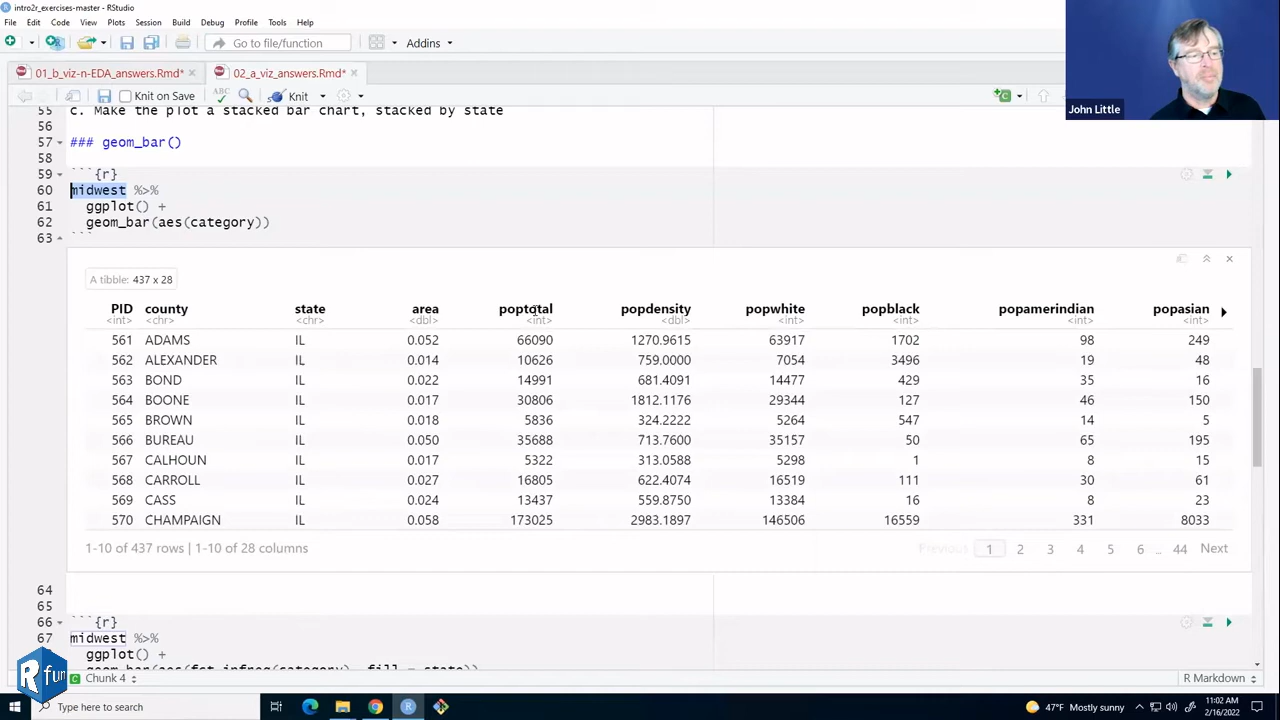 intro2r_exercises-master - RStudio
File Edit Code View Plots Session Build Debug Profile Tools Help
Go to file/function Addins
01_b_viz-n-EDA_answers.Rmd* 02_a_viz_answers.Rmd*
Knit on Save ABC Knit
55 c. Make the plot a stacked bar chart, stacked by state
56
57 ### geom_bar()
58
59 ```{r}
60 midwest %>%
61 ggplot() +
62 geom_bar(aes(category))
63 ```
A tibble: 437 x 28
PID county state area poptotal popdensity popwhite popblack popamerindian popasian
<int> <chr> <chr> <dbl> <int> <dbl> <int> <int> <int> <int>
561 ADAMS IL 0.052 66090 1270.9615 63917 1702 98 249
562 ALEXANDER IL 0.014 10626 759.0000 7054 3496 19 48
563 BOND IL 0.022 14991 681.4091 14477 429 35 16
564 BOONE IL 0.017 30806 1812.1176 29344 127 46 150
565 BROWN IL 0.018 5836 324.2222 5264 547 14 5
566 BUREAU IL 0.050 35688 713.7600 35157 50 65 195
567 CALHOUN IL 0.017 5322 313.0588 5298 1 8 15
568 CARROLL IL 0.027 16805 622.4074 16519 111 30 61
569 CASS IL 0.024 13437 559.8750 13384 16 8 23
570 CHAMPAIGN IL 0.058 173025 2983.1897 146506 16559 331 8033
1-10 of 437 rows | 1-10 of 28 columns Previous 1 2 3 4 5 6 .. 44 Next
64
65
66 ```{r}
67 midwest %>%
ggplot() +
geom_bar(aes(fct_infreq(category), fill = state))
Chunk 4 R Markdown
Rfun
John Little
Type here to search
47°F Mostly sunny
11:02 AM
2/16/2022